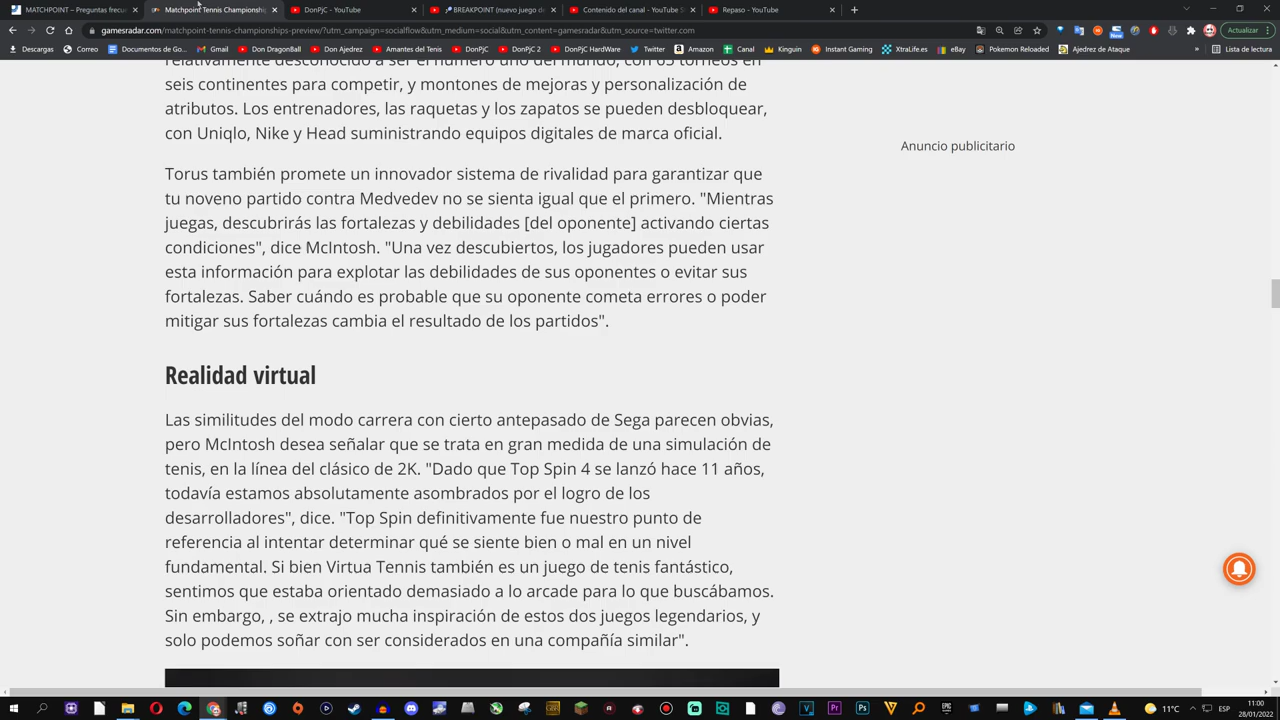 MATCHPOINT – Preguntas frecue
Matchpoint Tennis Championship
DonPjC - YouTube
BREAKPOINT (nuevo juego de
Contenido del canal - YouTube S
Repaso - YouTube
gamesradar.com/matchpoint-tennis-championships-preview/?utm_campaign=socialflow&utm_medium=social&utm_content=gamesradar&utm_source=twitter.com
Actualizar
Descargas
Correo
Documentos de Go...
Gmail
Don DragonBall
Don Ajedrez
Amantes del Tenis
DonPjC
DonPjC 2
DonPjC HardWare
Twitter
Amazon
Canal
Kinguin
Instant Gaming
XtraLife.es
eBay
Pokemon Reloaded
Ajedrez de Ataque
Lista de lectura
relativamente desconocido a ser el número uno del mundo, con 65 torneos en
seis continentes para competir, y montones de mejoras y personalización de
atributos. Los entrenadores, las raquetas y los zapatos se pueden desbloquear,
con Uniqlo, Nike y Head suministrando equipos digitales de marca oficial.
Anuncio publicitario
Torus también promete un innovador sistema de rivalidad para garantizar que
tu noveno partido contra Medvedev no se sienta igual que el primero. "Mientras
juegas, descubrirás las fortalezas y debilidades [del oponente] activando ciertas
condiciones", dice McIntosh. "Una vez descubiertos, los jugadores pueden usar
esta información para explotar las debilidades de sus oponentes o evitar sus
fortalezas. Saber cuándo es probable que su oponente cometa errores o poder
mitigar sus fortalezas cambia el resultado de los partidos".
Realidad virtual
Las similitudes del modo carrera con cierto antepasado de Sega parecen obvias,
pero McIntosh desea señalar que se trata en gran medida de una simulación de
tenis, en la línea del clásico de 2K. "Dado que Top Spin 4 se lanzó hace 11 años,
todavía estamos absolutamente asombrados por el logro de los
desarrolladores", dice. "Top Spin definitivamente fue nuestro punto de
referencia al intentar determinar qué se siente bien o mal en un nivel
fundamental. Si bien Virtua Tennis también es un juego de tenis fantástico,
sentimos que estaba orientado demasiado a lo arcade para lo que buscábamos.
Sin embargo, , se extrajo mucha inspiración de estos dos juegos legendarios, y
solo podemos soñar con ser considerados en una compañía similar".
11°C
ESP
11:00
28/01/2022